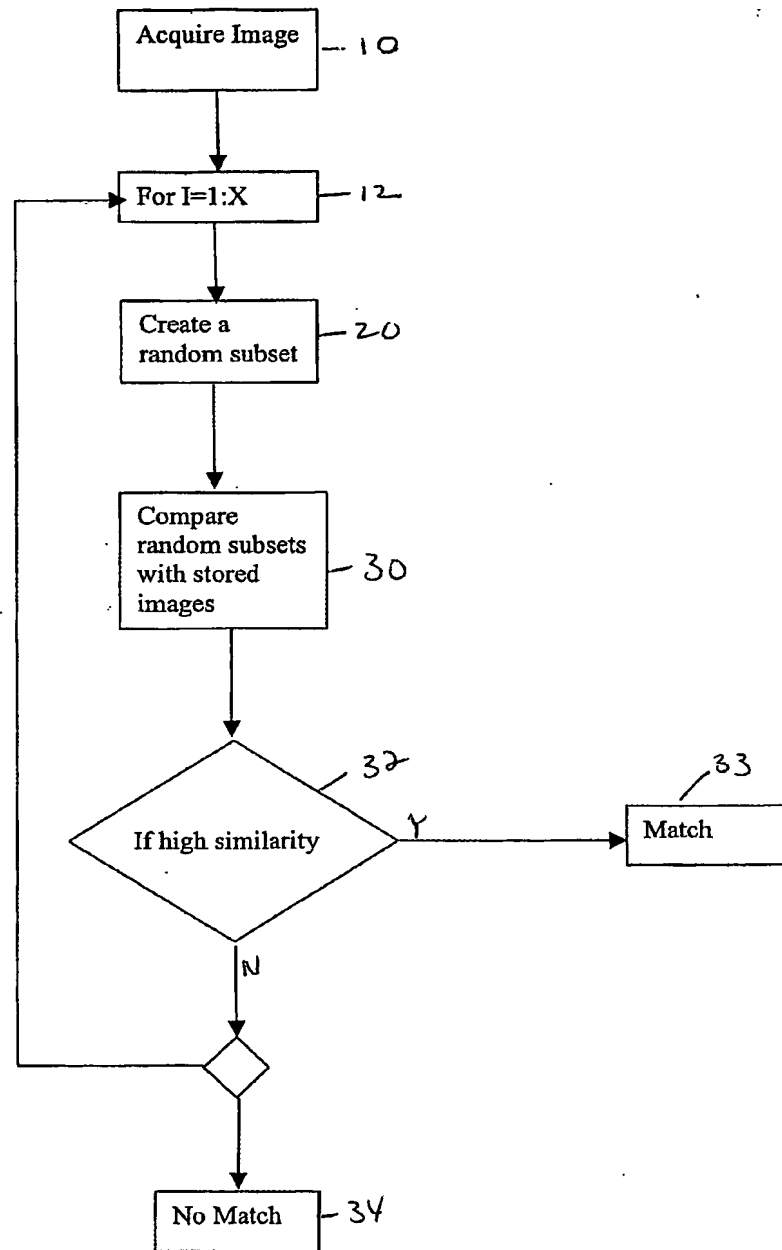 Acquire Image
10
For I=1:X
12
Create a
random subset
20
Compare
random subsets
with stored
images
30
32
If high similarity
Y
33
Match
N
No Match
34